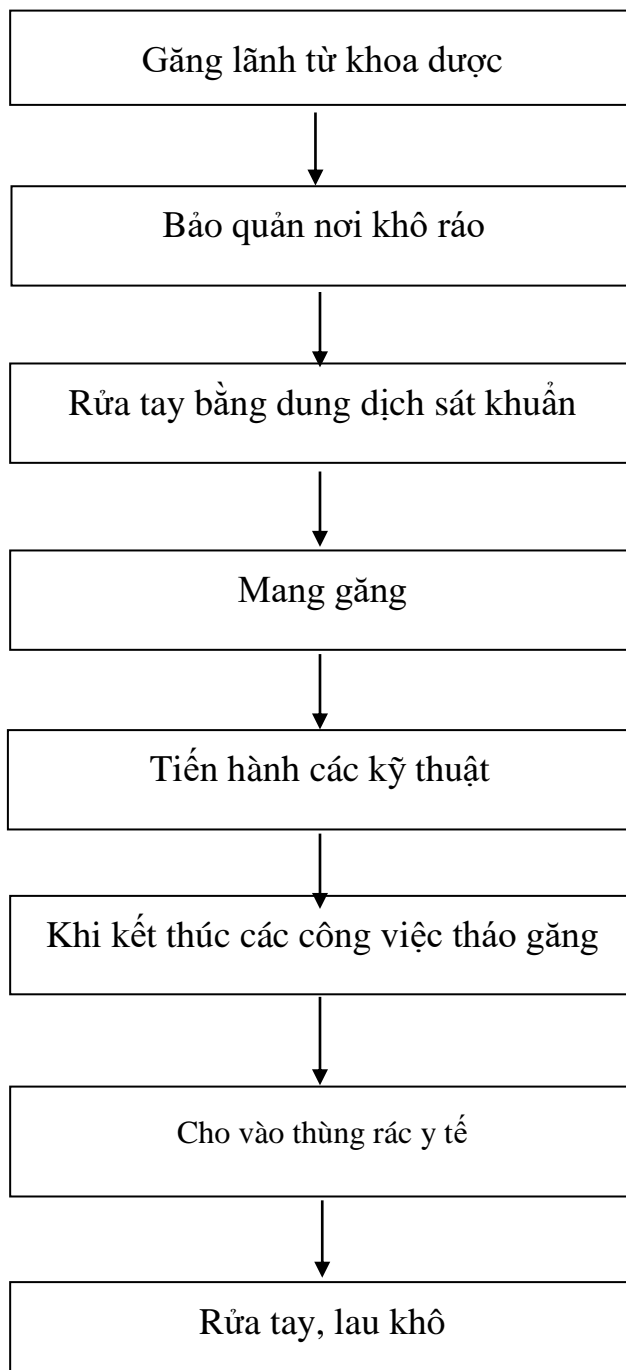 Găng lãnh từ khoa dược
Bảo quản nơi khô ráo
Rửa tay bằng dung dịch sát khuẩn
Mang găng
Tiến hành các kỹ thuật
Khi kết thúc các công việc tháo găng
Cho vào thùng rác y tế
Rửa tay, lau khô